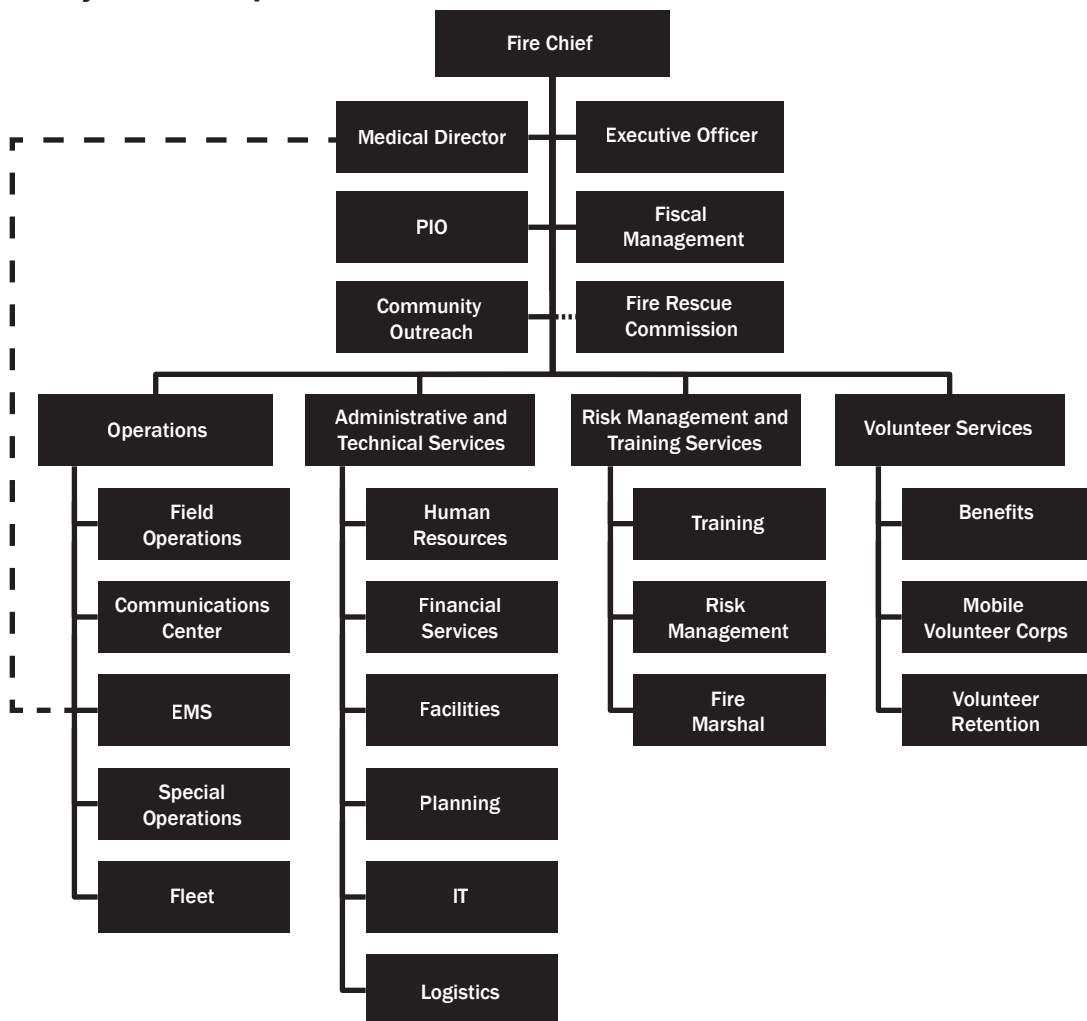 Fire Chief
Medical Director
Executive Officer
PIO
Fiscal
Management
Community
Outreach
Fire Rescue
Commission
Operations
Administrative and
Technical Services
Risk Management and
Training Services
Volunteer Services
Field
Operations
Communications
Center
EMS
Special
Operations
Fleet
Human
Resources
Financial
Services
Facilities
Planning
IT
Logistics
Training
Risk
Management
Fire
Marshal
Benefits
Mobile
Volunteer Corps
Volunteer
Retention